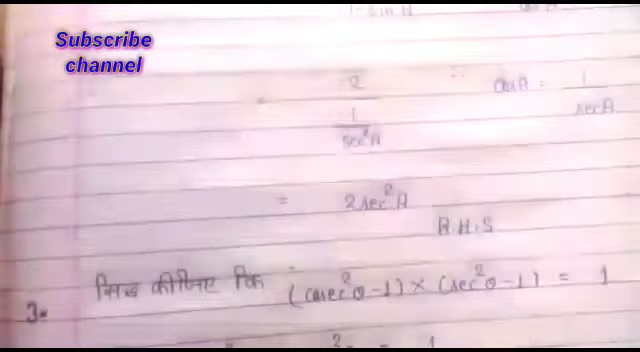 Subscribe
channel
= 2 / (1 / sec²A) ∵ cosA = 1 / secA
= 2sec²A
R.H.S
3. सिद्ध कीजिए कि (cosec²θ-1) × (sec²θ-1) = 1